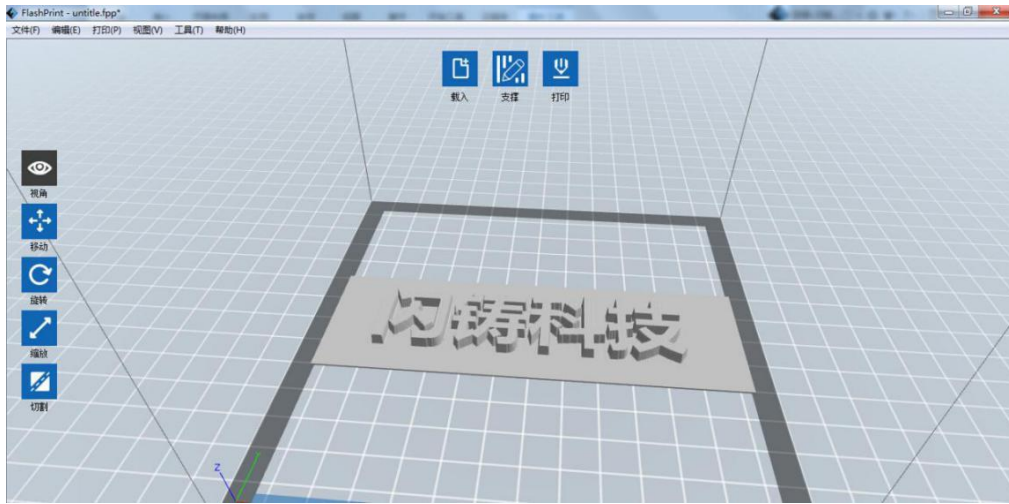 FlashPrint - untitle.fpp*
文件(F) 编辑(E) 打印(P) 视图(V) 工具(T) 帮助(H)
载入 支撑 打印
视角
移动
旋转
缩放
切割
闪铸科技
Z